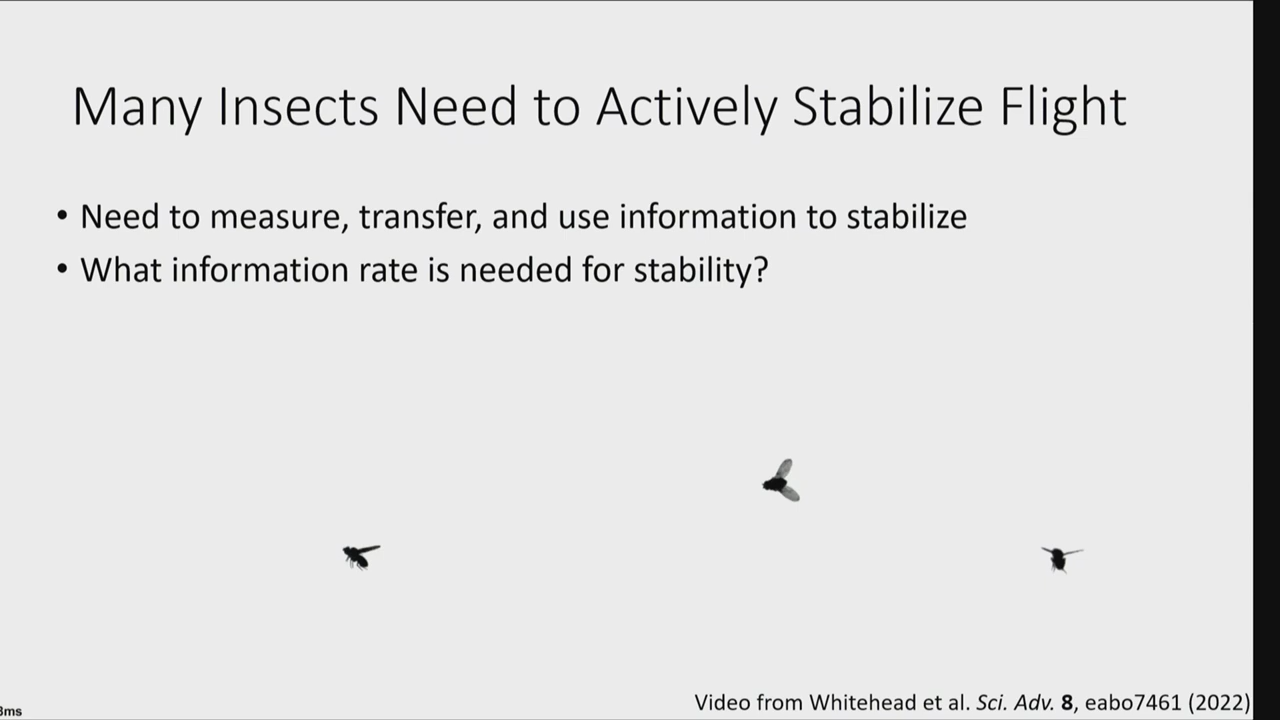 Many Insects Need to Actively Stabilize Flight
• Need to measure, transfer, and use information to stabilize
• What information rate is needed for stability?
Video from Whitehead et al. Sci. Adv. 8, eabo7461 (2022)
3ms